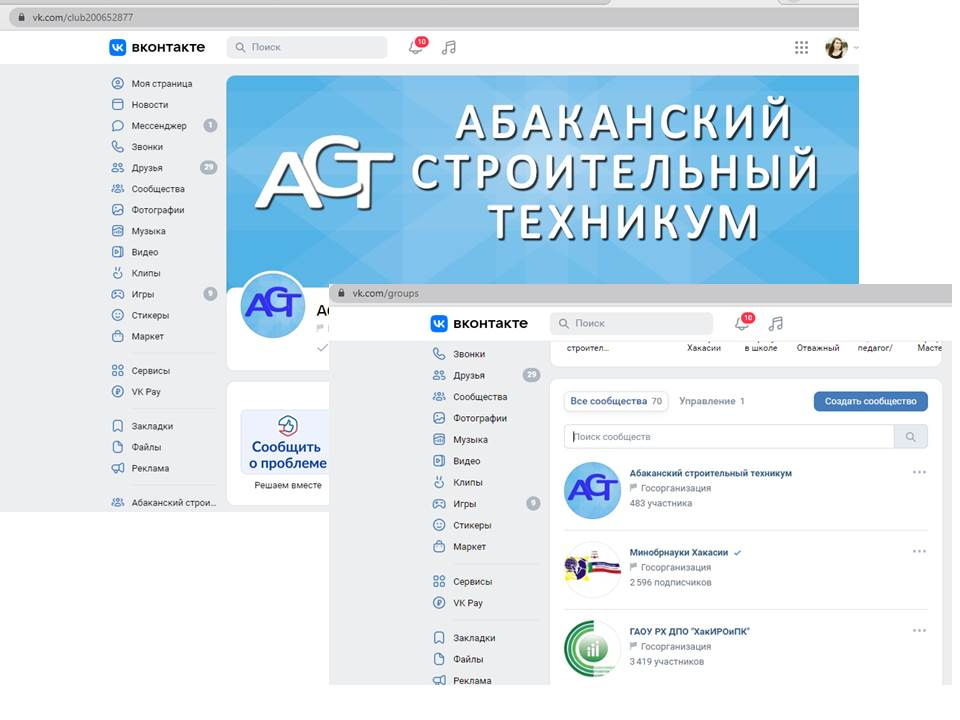 vk.com/club200652877
вконтакте
Поиск
10
Моя страница
Новости
Мессенджер 1
Звонки
Друзья 29
Сообщества
Фотографии
Музыка
Видео
Клипы
Игры 9
Стикеры
Маркет
Сервисы
VK Pay
Закладки
Файлы
Реклама
Абаканский строи...
АСТ
АБАКАНСКИЙ
СТРОИТЕЛЬНЫЙ
ТЕХНИКУМ
АСТ
Сообщить
о проблеме
Решаем вместе
vk.com/groups
вконтакте
Поиск
10
Звонки
Друзья 29
Сообщества
Фотографии
Музыка
Видео
Клипы
Игры 9
Стикеры
Маркет
Сервисы
VK Pay
Закладки
Файлы
Реклама
строител... Хакасии в школе Отважный педагог/
Все сообщества 70 Управление 1 Создать сообщество
Поиск сообществ
АСТ
Абаканский строительный техникум
Госорганизация
483 участника
Минобрнауки Хакасии
Госорганизация
2 596 подписчиков
ГАОУ РХ ДПО "ХакИРОиПК"
Госорганизация
3 419 участников